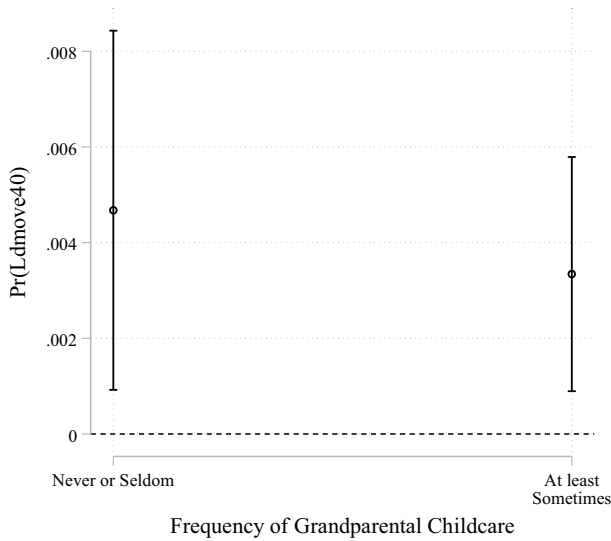 .008
.006
.004
.002
0
Pr(Ldmove40)
Never or Seldom
At least
Sometimes
Frequency of Grandparental Childcare